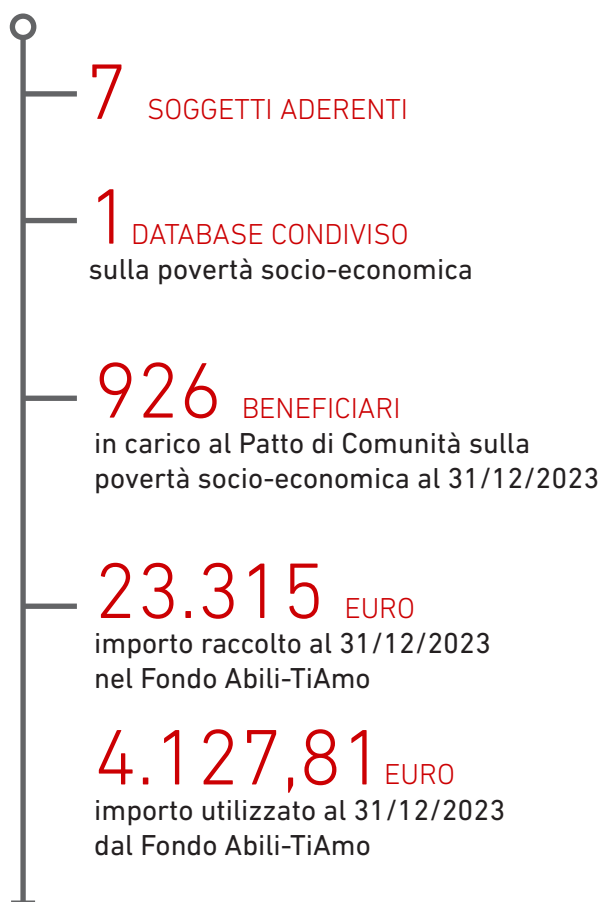 7 SOGGETTI ADERENTI
1 DATABASE CONDIVISO
sulla povertà socio-economica
926 BENEFICIARI
in carico al Patto di Comunità sulla
povertà socio-economica al 31/12/2023
23.315 EURO
importo raccolto al 31/12/2023
nel Fondo Abili-TiAmo
4.127,81 EURO
importo utilizzato al 31/12/2023
dal Fondo Abili-TiAmo